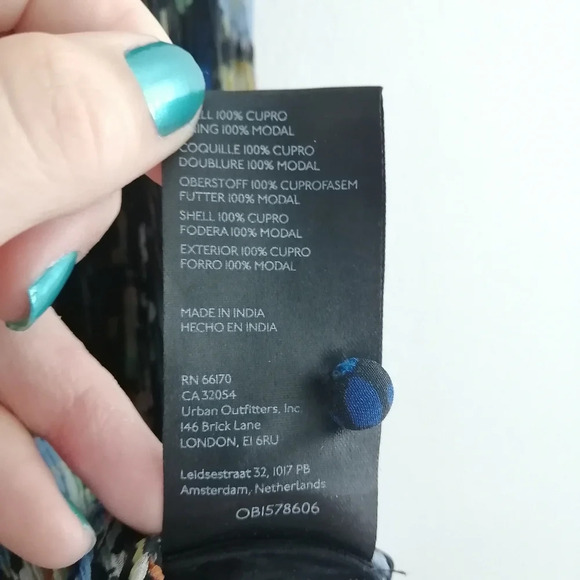 100% CUPRO
100% MODAL
COQUILLE 100% CUPRO
DOUBLURE 100% MODAL
OBERSTOFF 100% CUPROFASEM
FUTTER 100% MODAL
SHELL 100% CUPRO
FODERA 100% MODAL
EXTERIOR 100% CUPRO
FORRO 100% MODAL
MADE IN INDIA
HECHO EN INDIA
RN 66170
CA 32054
Urban Outfitters, Inc.
146 Brick Lane
LONDON, E1 6RU
Leidsestraat 32, 1017 PB
Amsterdam, Netherlands
OB1578606